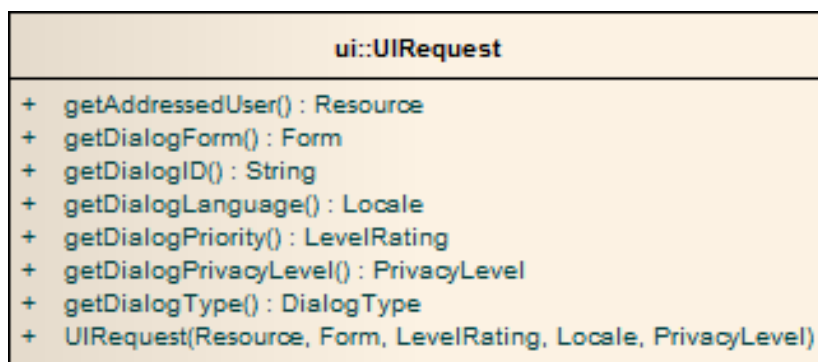 ui::UIRequest
+ getAddressedUser() : Resource
+ getDialogForm() : Form
+ getDialogID() : String
+ getDialogLanguage() : Locale
+ getDialogPriority() : LevelRating
+ getDialogPrivacyLevel() : PrivacyLevel
+ getDialogType() : DialogType
+ UIRequest(Resource, Form, LevelRating, Locale, PrivacyLevel)